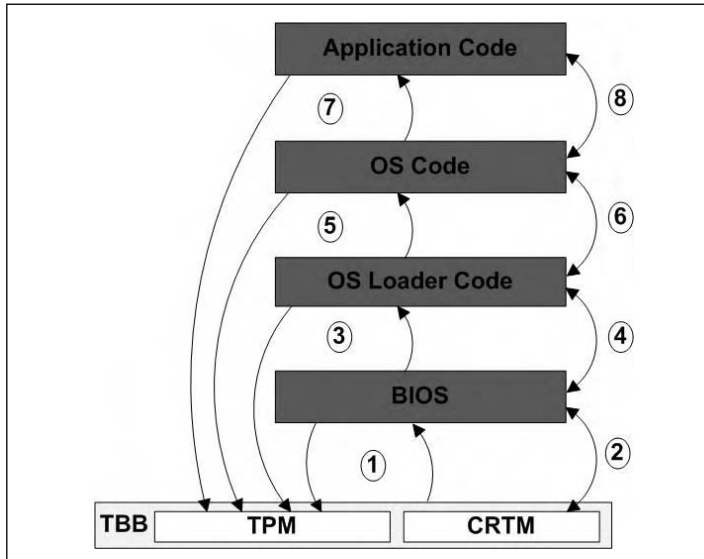 Application Code
7
8
OS Code
5
6
OS Loader Code
3
4
BIOS
1
2
TBB TPM CRTM